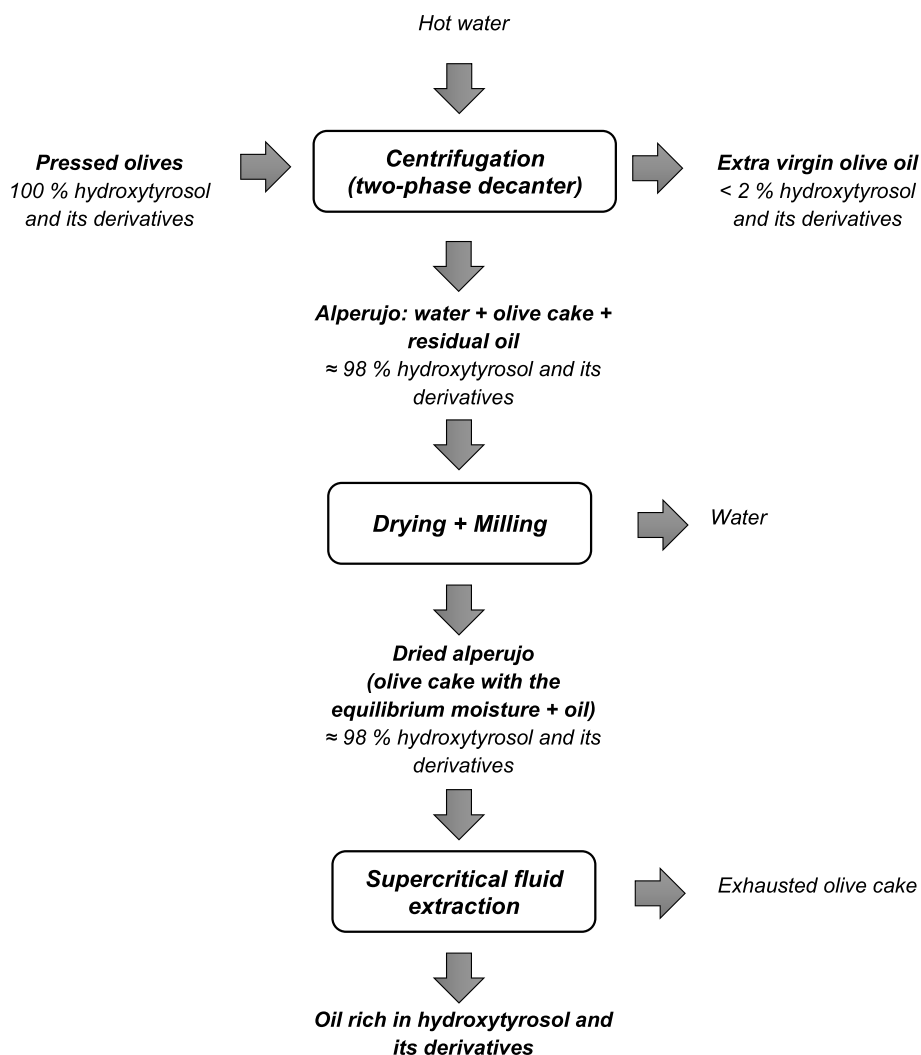 Hot water
Pressed olives
100 % hydroxytyrosol
and its derivatives
Centrifugation
(two-phase decanter)
Extra virgin olive oil
< 2 % hydroxytyrosol
and its derivatives
Alperujo: water + olive cake +
residual oil
≈ 98 % hydroxytyrosol and its
derivatives
Drying + Milling
Water
Dried alperujo
(olive cake with the
equilibrium moisture + oil)
≈ 98 % hydroxytyrosol and its
derivatives
Supercritical fluid
extraction
Exhausted olive cake
Oil rich in hydroxytyrosol and
its derivatives